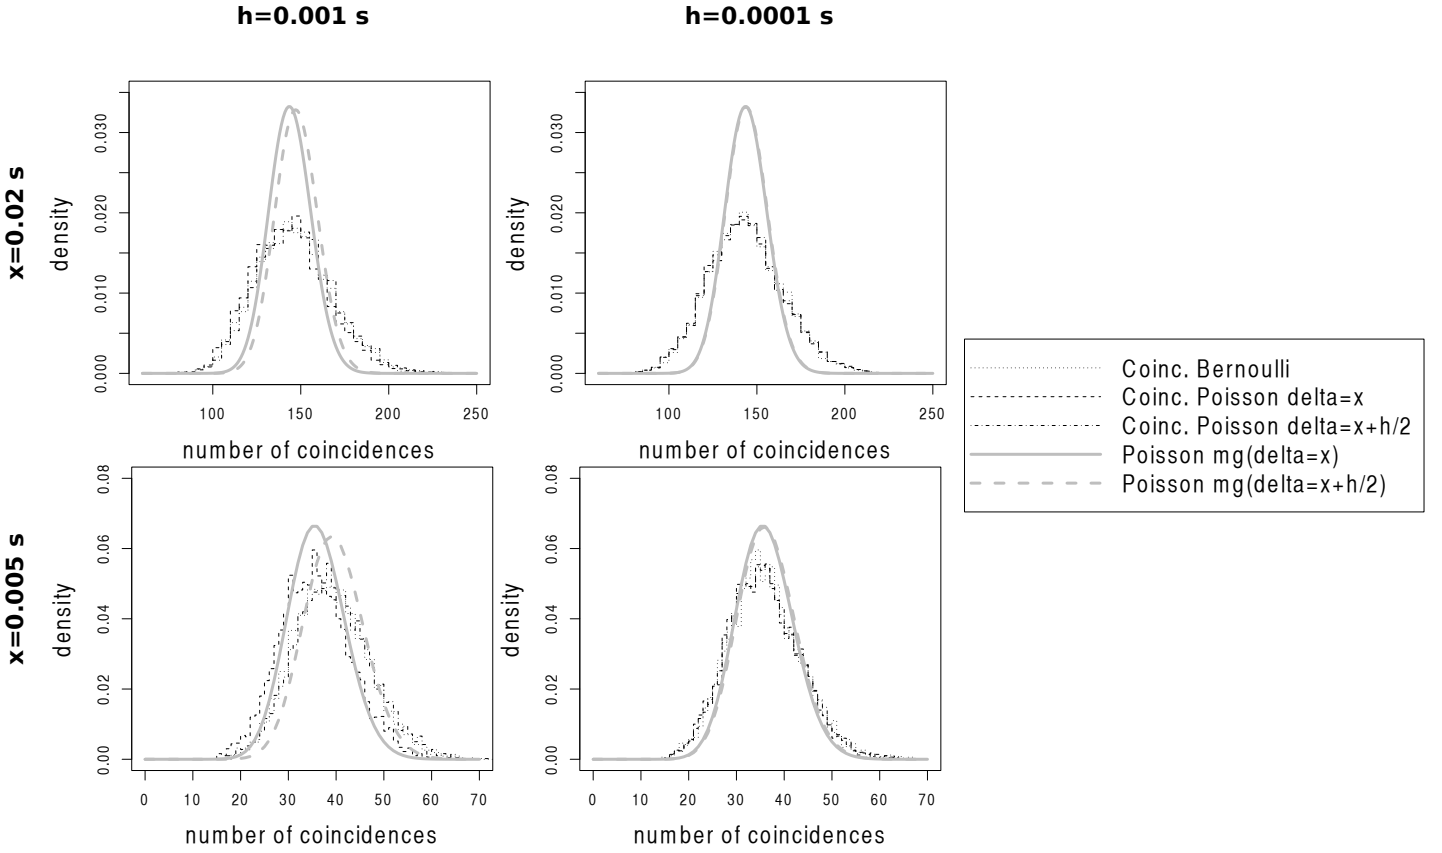 h=0.001 s
h=0.0001 s
x=0.02 s
density
0.000
0.010
0.020
0.030
100
150
200
250
number of coincidences
density
0.000
0.010
0.020
0.030
100
150
200
250
number of coincidences
Coinc. Bernoulli
Coinc. Poisson delta=x
Coinc. Poisson delta=x+h/2
Poisson mg(delta=x)
Poisson mg(delta=x+h/2)
x=0.005 s
density
0.00
0.02
0.04
0.06
0.08
0 10 20 30 40 50 60 70
number of coincidences
density
0.00
0.02
0.04
0.06
0.08
0 10 20 30 40 50 60 70
number of coincidences